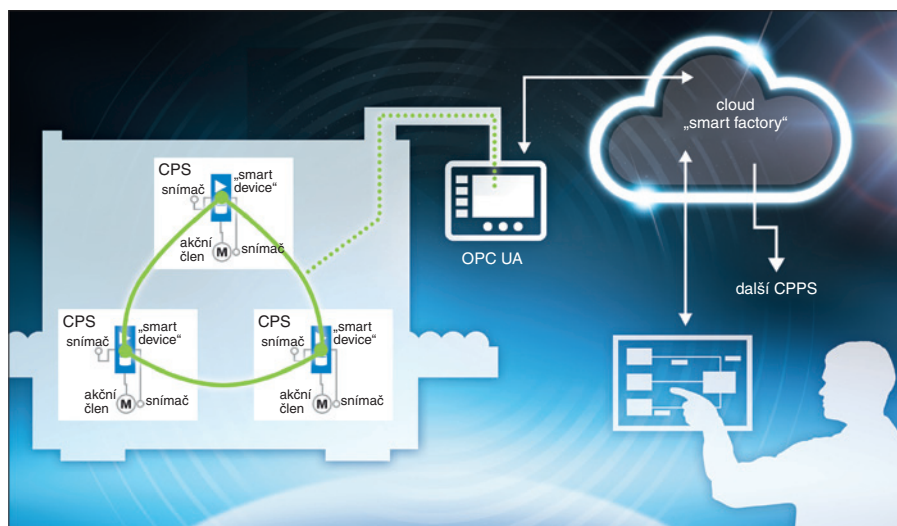 CPS
„smart
device“
snímač
akční
člen
M
snímač
CPS
„smart
device“
snímač
akční
člen
M
snímač
CPS
„smart
device“
snímač
akční
člen
M
snímač
OPC UA
cloud
„smart factory“
další CPPS